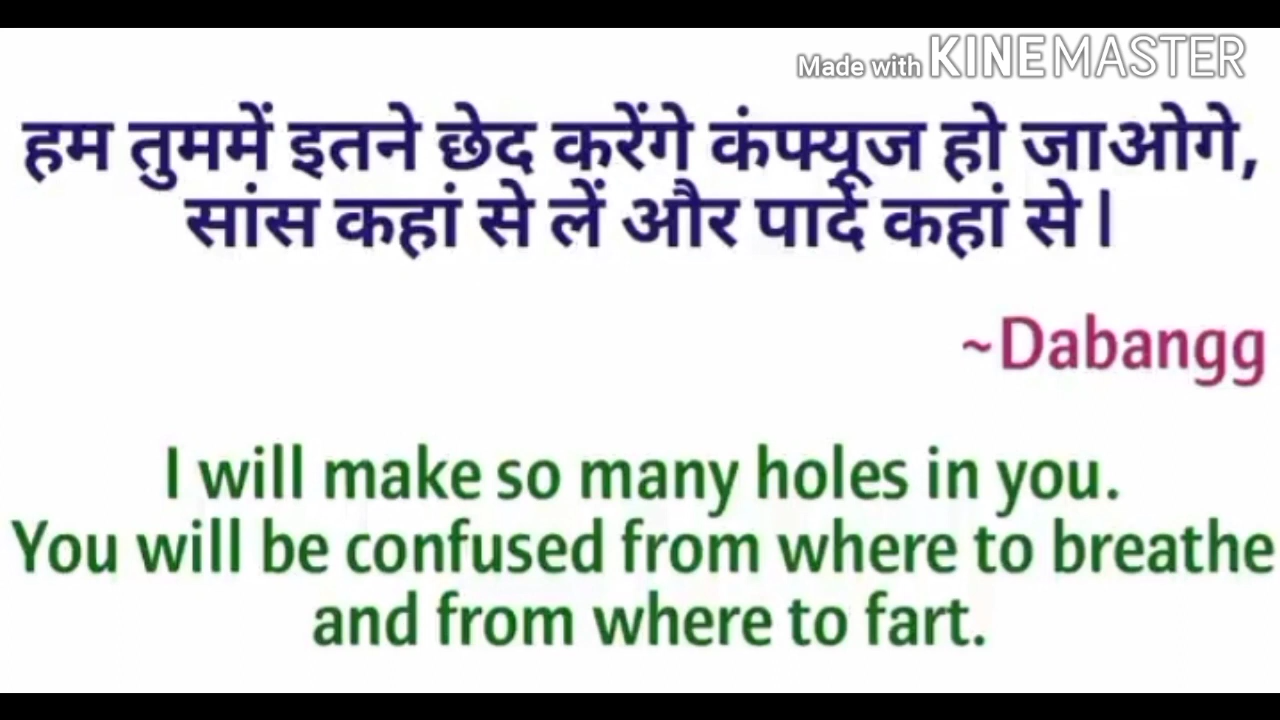 Made with KINEMASTER
हम तुममें इतने छेद करेंगे कंफ्यूज हो जाओगे,
सांस कहां से लें और पादें कहां से |
~Dabangg
I will make so many holes in you.
You will be confused from where to breathe
and from where to fart.